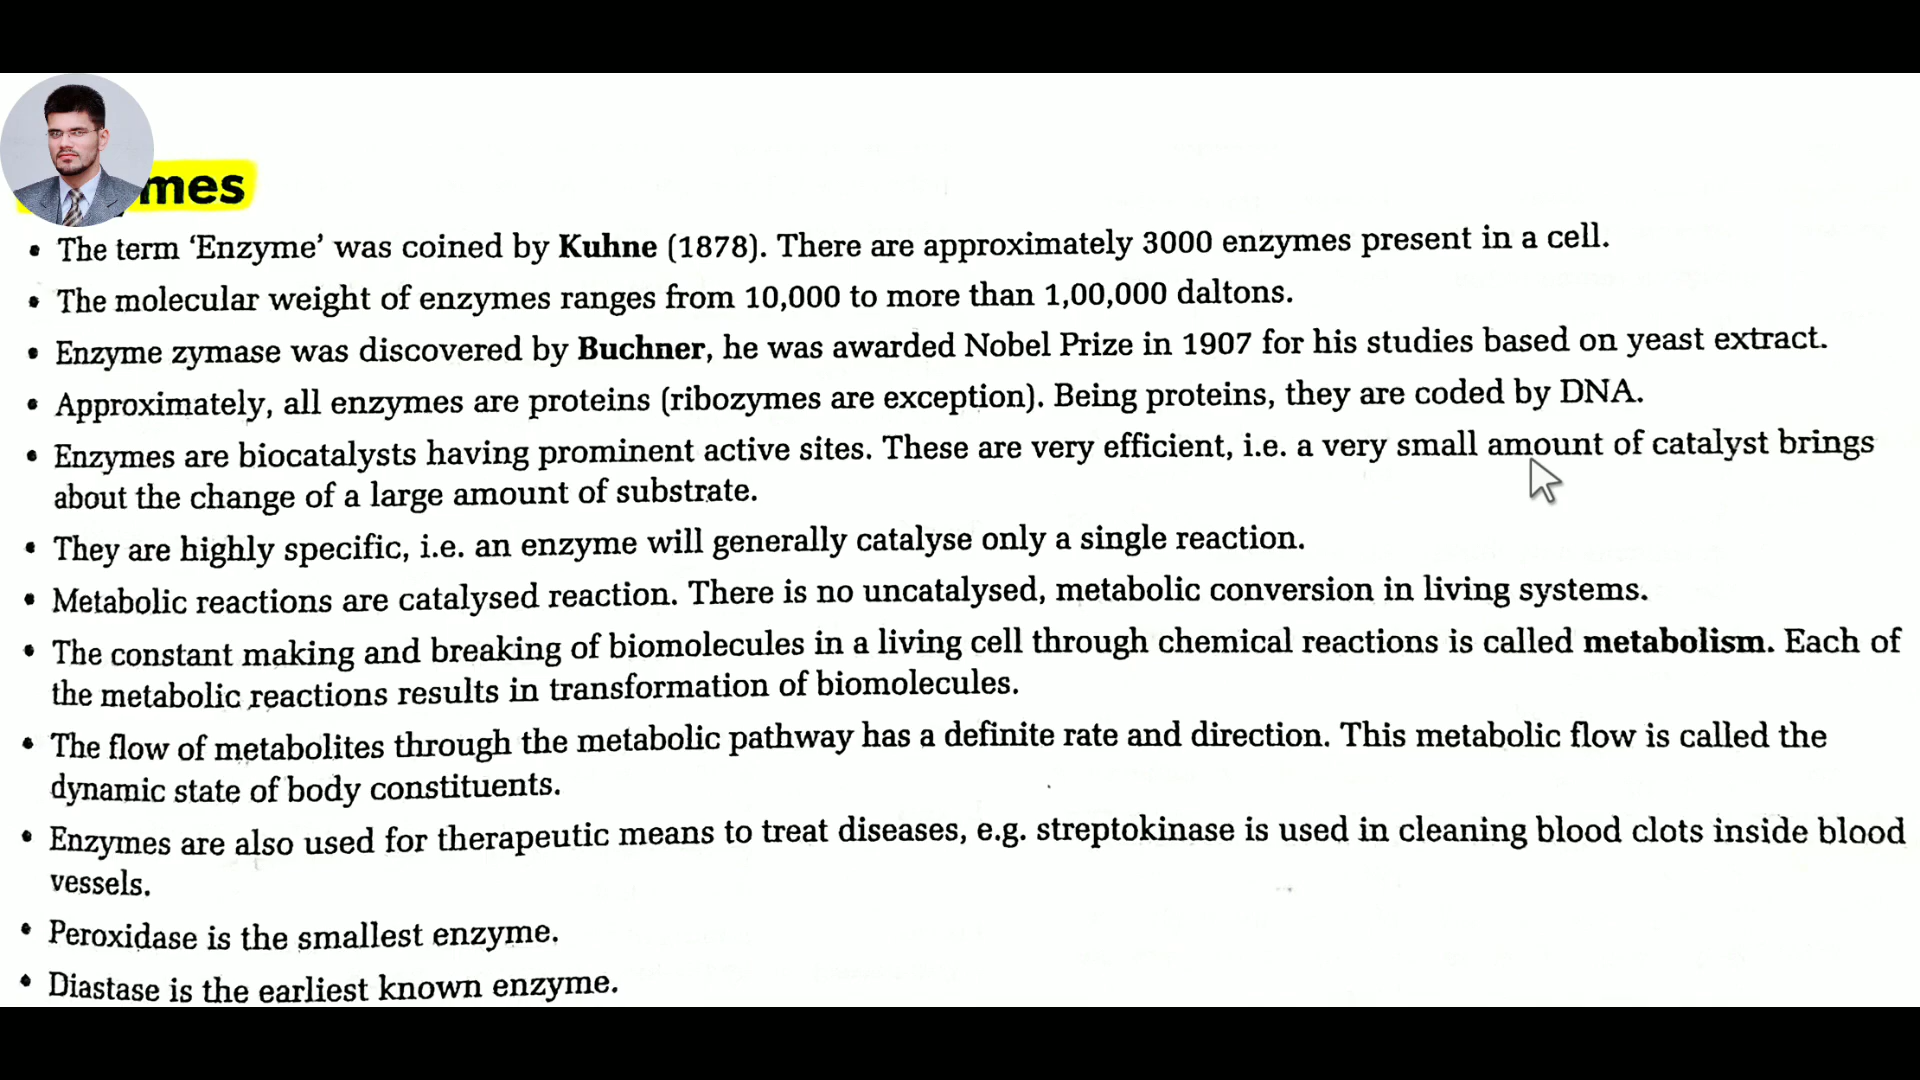 mes
• The term ‘Enzyme’ was coined by Kuhne (1878). There are approximately 3000 enzymes present in a cell.
• The molecular weight of enzymes ranges from 10,000 to more than 1,00,000 daltons.
• Enzyme zymase was discovered by Buchner, he was awarded Nobel Prize in 1907 for his studies based on yeast extract.
• Approximately, all enzymes are proteins (ribozymes are exception). Being proteins, they are coded by DNA.
• Enzymes are biocatalysts having prominent active sites. These are very efficient, i.e. a very small amount of catalyst brings
about the change of a large amount of substrate.
• They are highly specific, i.e. an enzyme will generally catalyse only a single reaction.
• Metabolic reactions are catalysed reaction. There is no uncatalysed, metabolic conversion in living systems.
• The constant making and breaking of biomolecules in a living cell through chemical reactions is called metabolism. Each of
the metabolic reactions results in transformation of biomolecules.
• The flow of metabolites through the metabolic pathway has a definite rate and direction. This metabolic flow is called the
dynamic state of body constituents.
• Enzymes are also used for therapeutic means to treat diseases, e.g. streptokinase is used in cleaning blood clots inside blood
vessels.
• Peroxidase is the smallest enzyme.
• Diastase is the earliest known enzyme.